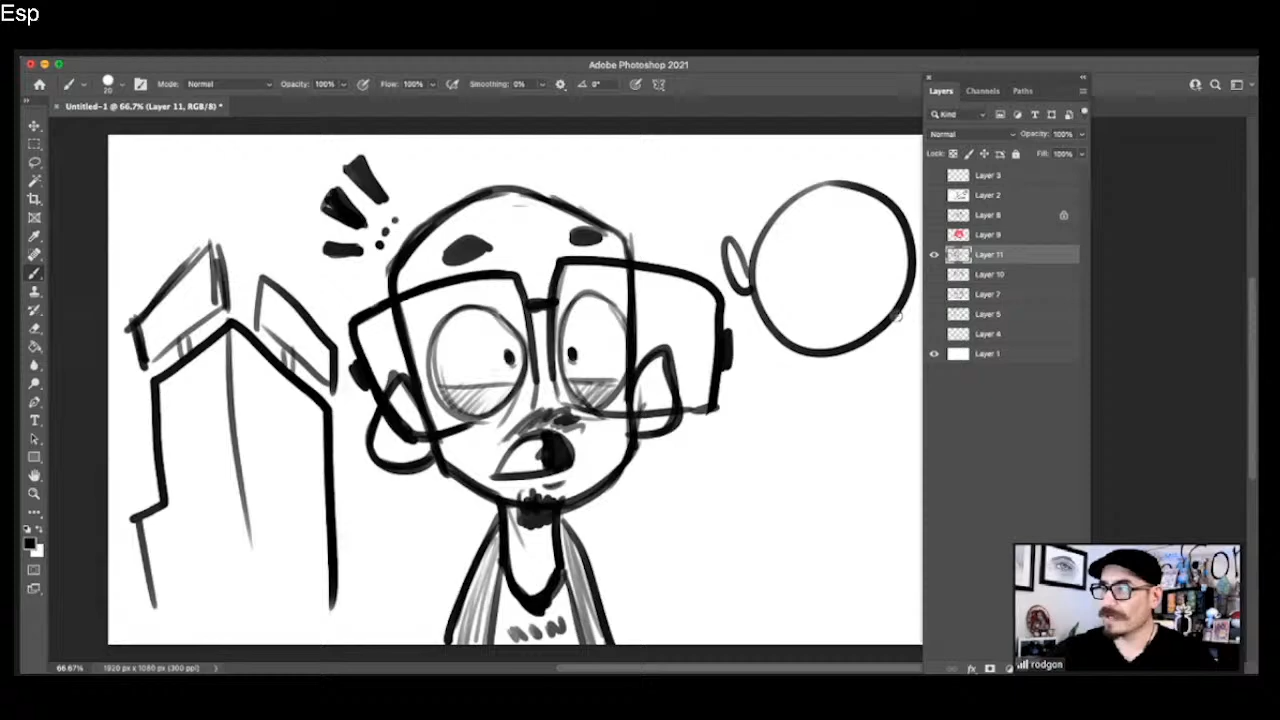 Esp
Adobe Photoshop 2021
20
Mode: Normal
Opacity: 100%
Flow: 100%
Smoothing: 0%
0°
Untitled-1 @ 66.7% (Layer 11, RGB/8) *
Layers
Channels
Paths
Kind
Normal
Opacity: 100%
Lock:
Fill: 100%
Layer 3
Layer 2
Layer 8
Layer 9
Layer 11
Layer 10
Layer 7
Layer 5
Layer 4
Layer 1
66.67%
1920 px x 1080 px (300 ppi)
fx
rodgon